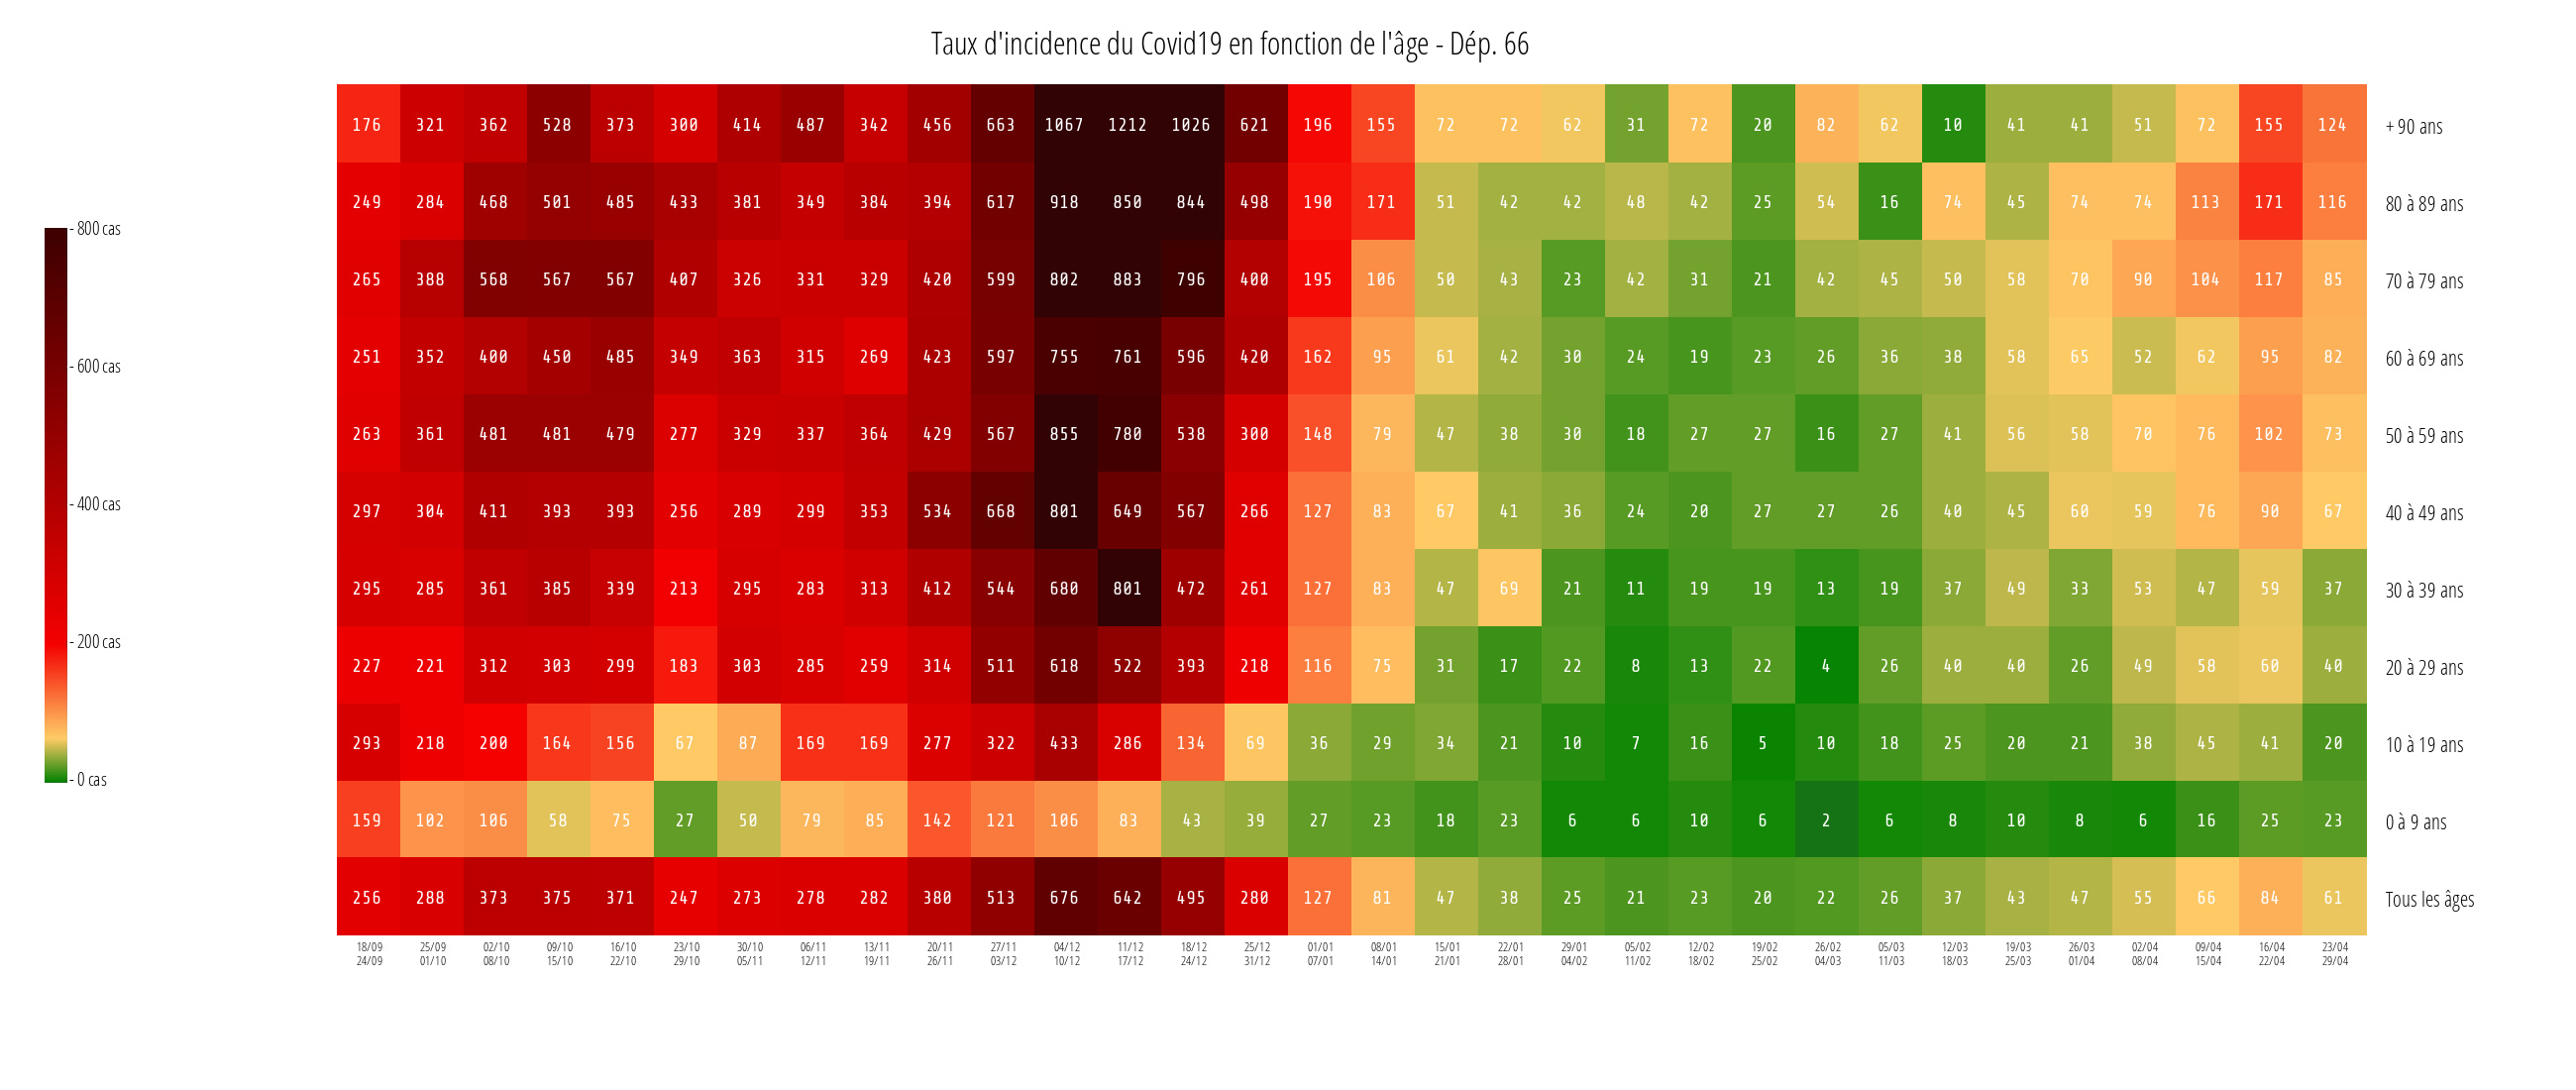 Taux d'incidence du Covid19 en fonction de l'âge - Dép. 66
- 800 cas
- 600 cas
- 400 cas
- 200 cas
- 0 cas
176 321 362 528 373 300 414 487 342 456 663 1067 1212 1026 621 196 155 72 72 62 31 72 20 82 62 10 41 41 51 72 155 124 + 90 ans
249 284 468 501 485 433 381 349 384 394 617 918 850 844 498 190 171 51 42 42 48 42 25 54 16 74 45 74 74 113 171 116 80 à 89 ans
265 388 568 567 567 407 326 331 329 420 599 802 883 796 400 195 106 50 43 23 42 31 21 42 45 50 58 70 90 104 117 85 70 à 79 ans
251 352 400 450 485 349 363 315 269 423 597 755 761 596 420 162 95 61 42 30 24 19 23 26 36 38 58 65 52 62 95 82 60 à 69 ans
263 361 481 481 479 277 329 337 364 429 567 855 780 538 300 148 79 47 38 30 18 27 27 16 27 41 56 58 70 76 102 73 50 à 59 ans
297 304 411 393 393 256 289 299 353 534 668 801 649 567 266 127 83 67 41 36 24 20 27 27 26 40 45 60 59 76 90 67 40 à 49 ans
295 285 361 385 339 213 295 283 313 412 544 680 801 472 261 127 83 47 69 21 11 19 19 13 19 37 49 33 53 47 59 37 30 à 39 ans
227 221 312 303 299 183 303 285 259 314 511 618 522 393 218 116 75 31 17 22 8 13 22 4 26 40 40 26 49 58 60 40 20 à 29 ans
293 218 200 164 156 67 87 169 169 277 322 433 286 134 69 36 29 34 21 10 7 16 5 10 18 25 20 21 38 45 41 20 10 à 19 ans
159 102 106 58 75 27 50 79 85 142 121 106 83 43 39 27 23 18 23 6 6 10 6 2 6 8 10 8 6 16 25 23 0 à 9 ans
256 288 373 375 371 247 273 278 282 380 513 676 642 495 280 127 81 47 38 25 21 23 20 22 26 37 43 47 55 66 84 61 Tous les âges
18/09 25/09 02/10 09/10 16/10 23/10 30/10 06/11 13/11 20/11 27/11 04/12 11/12 18/12 25/12 01/01 08/01 15/01 22/01 29/01 05/02 12/02 19/02 26/02 05/03 12/03 19/03 26/03 02/04 09/04 16/04 23/04
24/09 01/10 08/10 15/10 22/10 29/10 05/11 12/11 19/11 26/11 03/12 10/12 17/12 24/12 31/12 07/01 14/01 21/01 28/01 04/02 11/02 18/02 25/02 04/03 11/03 18/03 25/03 01/04 08/04 15/04 22/04 29/04